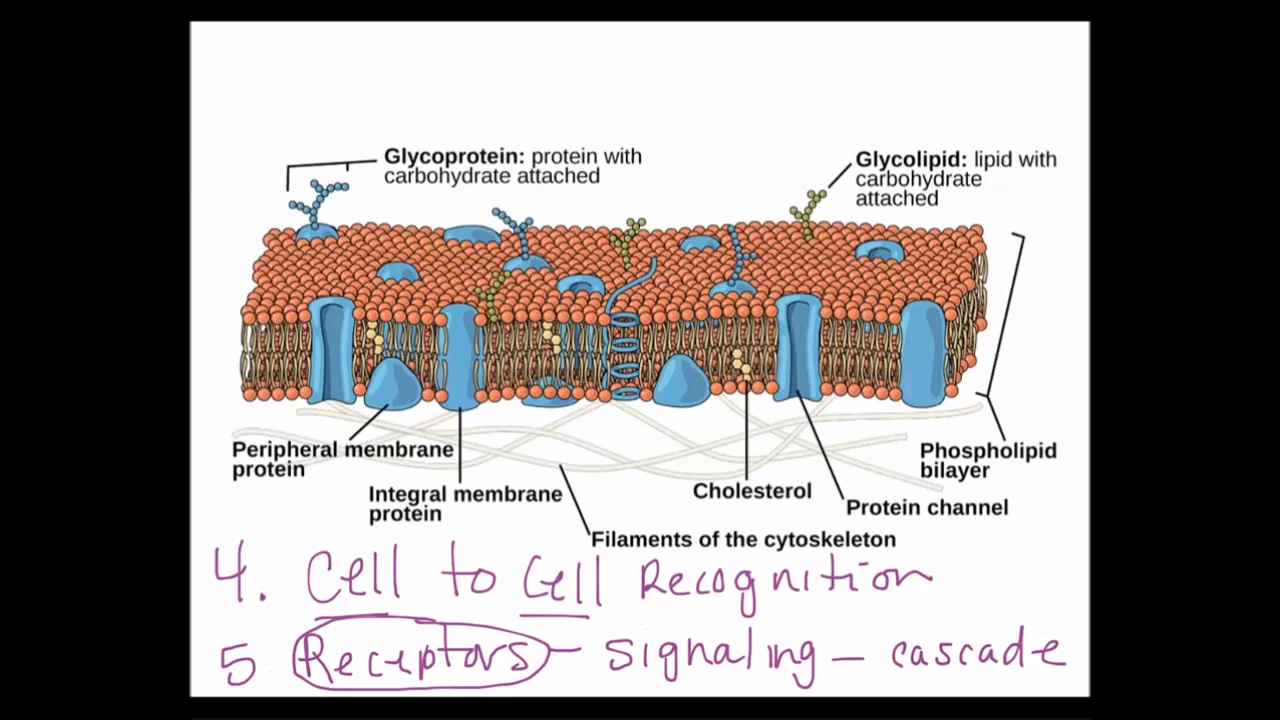 Glycoprotein: protein with
carbohydrate attached
Glycolipid: lipid with
carbohydrate
attached
Peripheral membrane
protein
Integral membrane
protein
Cholesterol
Phospholipid
bilayer
Protein channel
Filaments of the cytoskeleton
4. Cell to Cell Recognition
5 Receptors - signaling - cascade